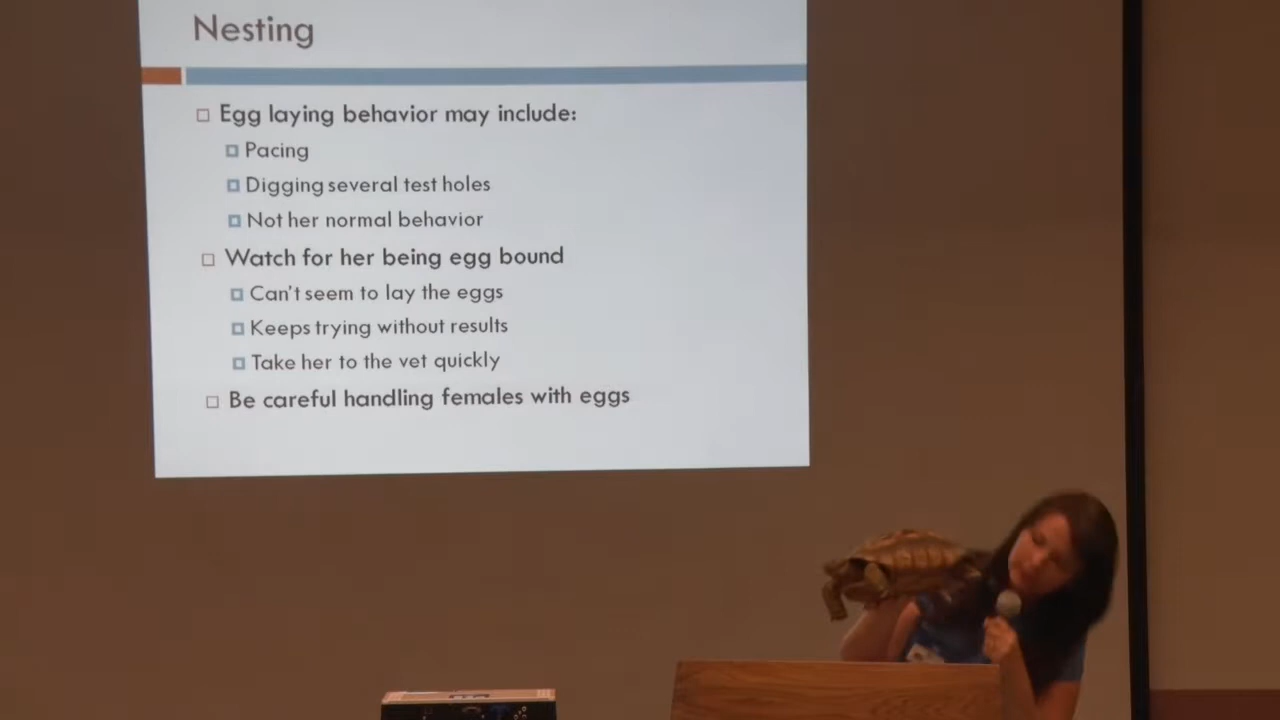 Nesting
Egg laying behavior may include:
Pacing
Digging several test holes
Not her normal behavior
Watch for her being egg bound
Can't seem to lay the eggs
Keeps trying without results
Take her to the vet quickly
Be careful handling females with eggs